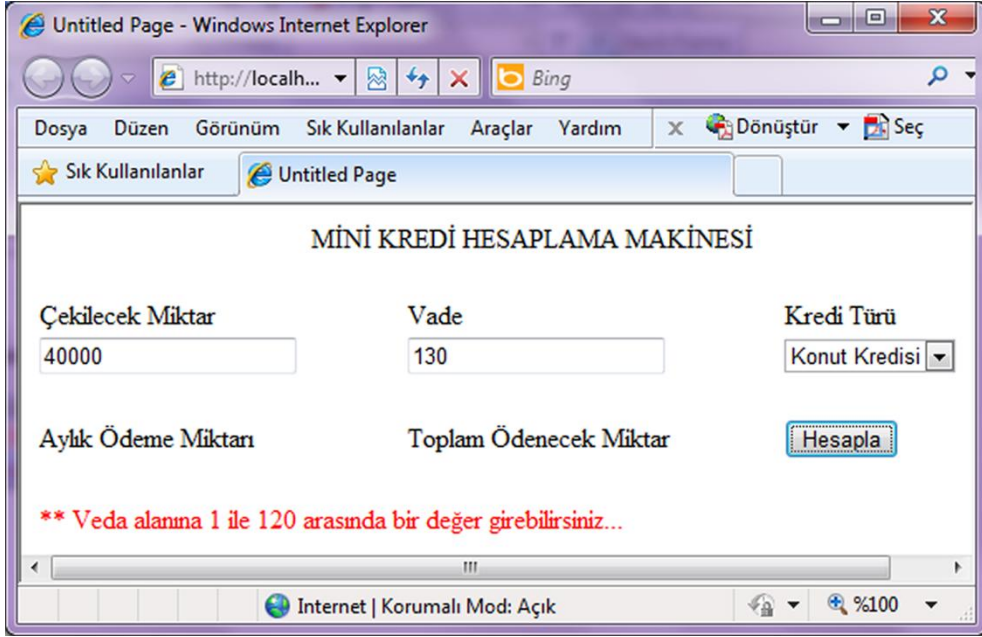 Untitled Page - Windows Internet Explorer
http://localh... Bing
Dosya Düzen Görünüm Sık Kullanılanlar Araçlar Yardım x Dönüştür Seç
Sık Kullanılanlar Untitled Page
MİNİ KREDİ HESAPLAMA MAKİNESİ
Çekilecek Miktar Vade Kredi Türü
40000 130 Konut Kredisi
Aylık Ödeme Miktarı Toplam Ödenecek Miktar Hesapla
** Veda alanına 1 ile 120 arasında bir değer girebilirsiniz...
Internet | Korumalı Mod: Açık %100